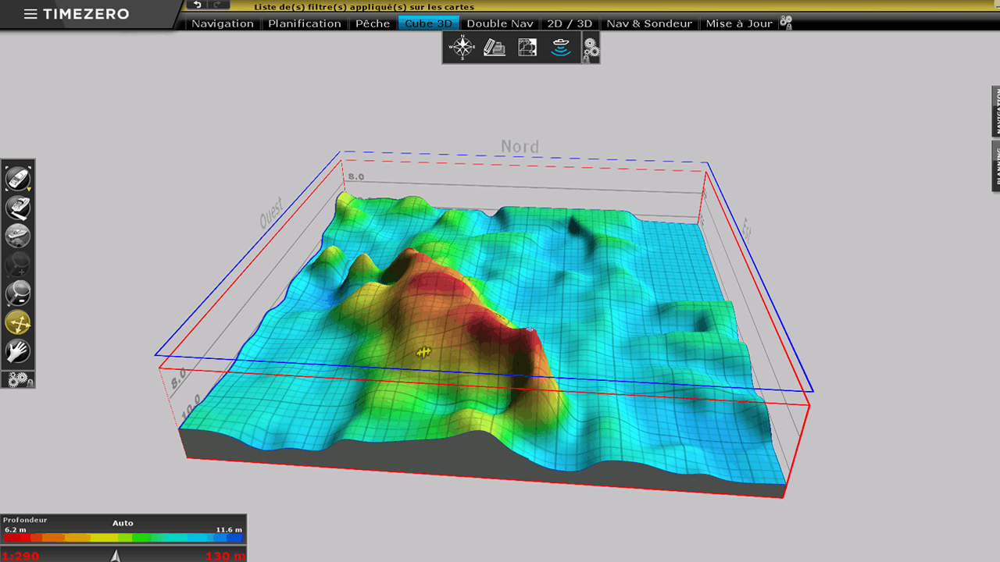 TIMEZERO
Liste de(s) filtre(s) appliqué(s) sur les cartes
Navigation Planification Pêche Cube 3D Double Nav 2D / 3D Nav & Sondeur Mise à Jour
N
W E
S
NAVIGATION
PLANNING
Nord
Ouest
Est
8.0
8.0
10.0
Profondeur
Auto
6.2 m 11.6 m
1:290 130 m